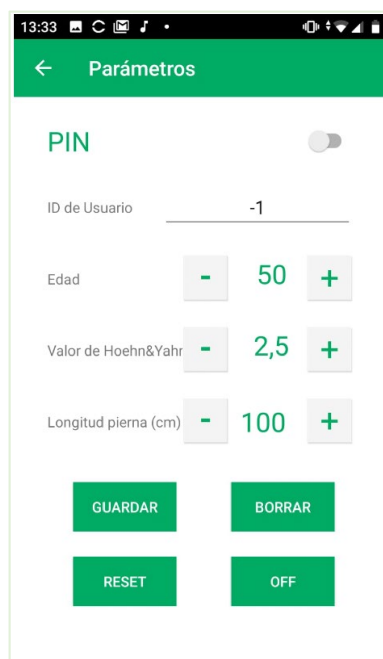 13:33
Parámetros
PIN
ID de Usuario -1
Edad - 50 +
Valor de Hoehn&Yahr - 2,5 +
Longitud pierna (cm) - 100 +
GUARDAR BORRAR
RESET OFF